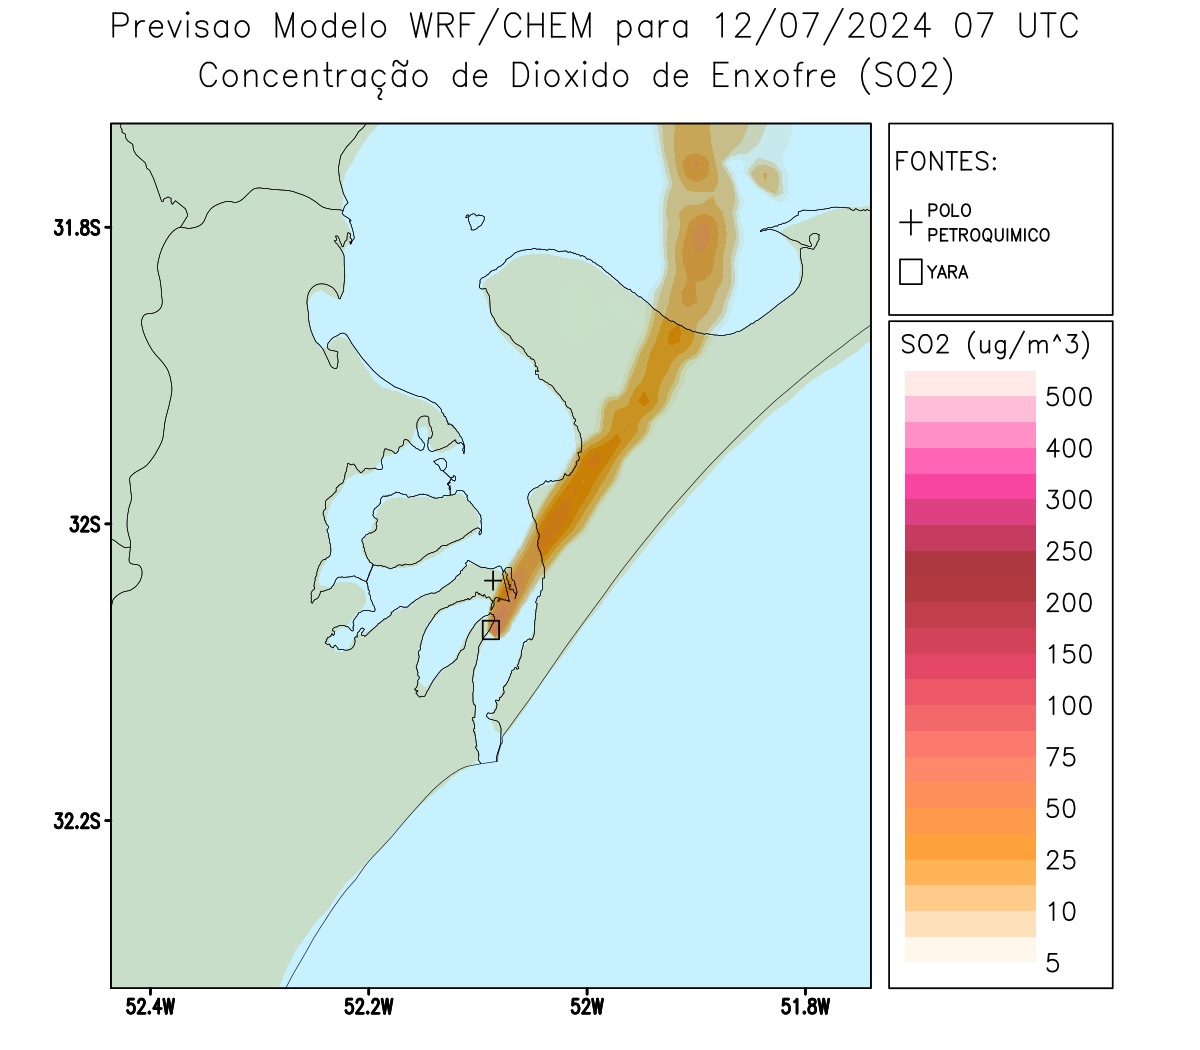 Previsao Modelo WRF/CHEM para 12/07/2024 07 UTC
Concentração de Dioxido de Enxofre (SO2)
FONTES:
POLO
PETROQUIMICO
YARA
31.8S
32S
32.2S
52.4W
52.2W
52W
51.8W
SO2 (ug/m^3)
500
400
300
250
200
150
100
75
50
25
10
5